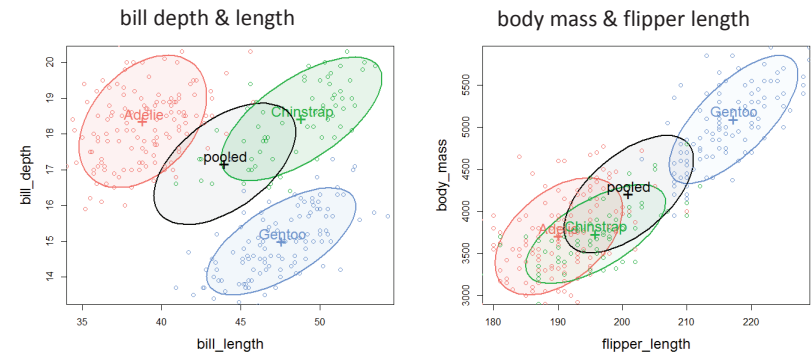 bill depth & length
20
19
18
17
16
15
14
bill_depth
Adelie
Chinstrap
pooled
Gentoo
35
40
45
50
bill_length
body mass & flipper length
5500
5000
4500
4000
3500
3000
body_mass
Gentoo
pooled
Adelie
Chinstrap
180
190
200
210
220
flipper_length